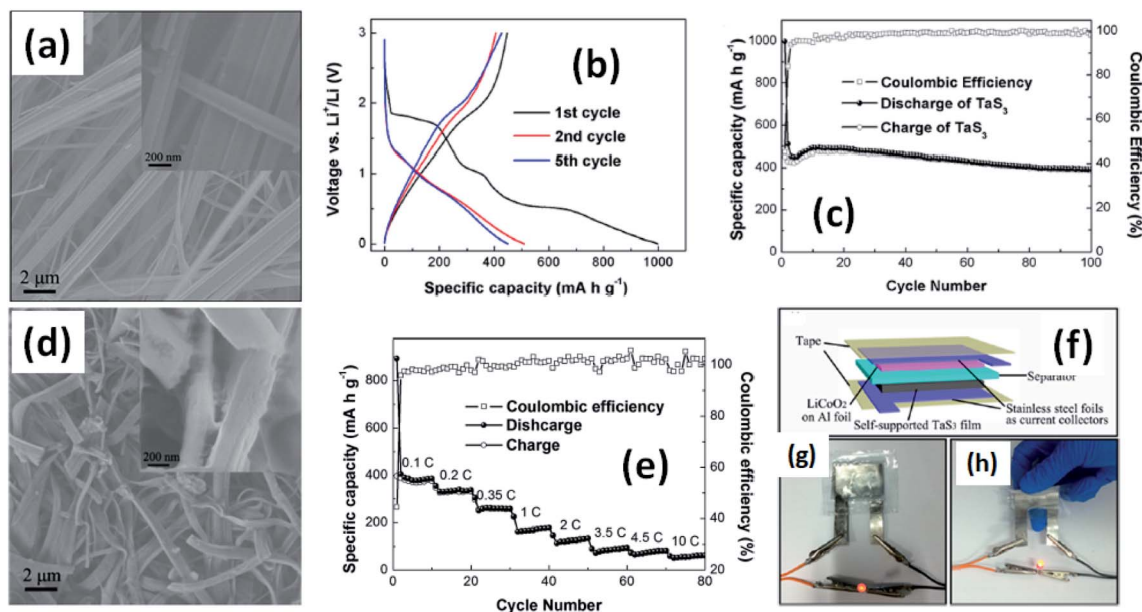 (a)
200 nm
2 μm
(b)
3
2
1
0
Voltage vs. Li⁺/Li (V)
1st cycle
2nd cycle
5th cycle
0 200 400 600 800 1000
Specific capacity (mA h g⁻¹)
(c)
1000
800
600
400
200
0
Specific capacity (mA h g⁻¹)
Coulombic Efficiency
Discharge of TaS₃
Charge of TaS₃
100
80
60
40
20
0
Coulombic Efficiency (%)
0 20 40 60 80 100
Cycle Number
(d)
200 nm
2 μm
(e)
800
600
400
200
0
Specific capacity (mA h g⁻¹)
Coulombic efficiency
Dishcarge
Charge
0.1 C
0.2 C
0.35 C
1 C
2 C
3.5 C
4.5 C
10 C
100
80
60
40
20
Coulombic efficiency (%)
0 10 20 30 40 50 60 70 80
Cycle Number
(f)
Tape
Separator
LiCoO₂
on Al foil
Stainless steel foils
as current collectors
Self-supported TaS₃ film
(g)
(h)